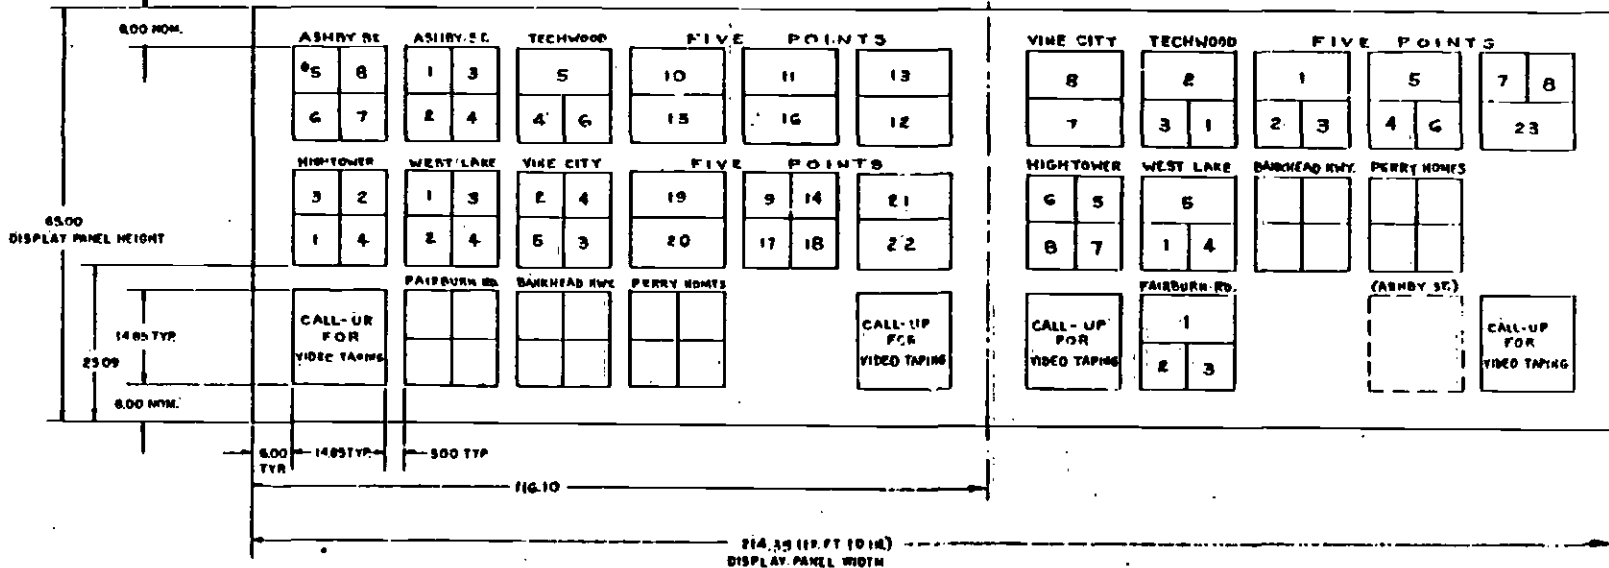 8.00 NOM.
ASHBY ST. ASHBY ST. TECHWOOD FIVE POINTS VINE CITY TECHWOOD FIVE POINTS
5 8 1 3 5 10 11 13 8 2 1 5 7 8
6 7 2 4 4 6 15 16 12 7 3 1 2 3 4 6 23
HIGHTOWER WEST LAKE VINE CITY FIVE POINTS HIGHTOWER WEST LAKE BANKHEAD HWY. PERRY HOMES
3 2 1 3 2 4 19 9 14 21 6 5 5
1 4 2 4 5 3 20 17 18 22 8 7 1 4
65.00
DISPLAY PANEL HEIGHT
FAIRBURN RD. BANKHEAD HWY. PERRY HOMES FAIRBURN RD. (ASHBY ST.)
CALL-UP FOR VIDEO TAPING
CALL-UP FOR VIDEO TAPING
CALL-UP FOR VIDEO TAPING
1
2 3
CALL-UP FOR VIDEO TAPING
14.85 TYP.
25.09
8.00 NOM.
6.00 TYP.
14.85 TYP.
3.00 TYP
116.10
DISPLAY PANEL WIDTH